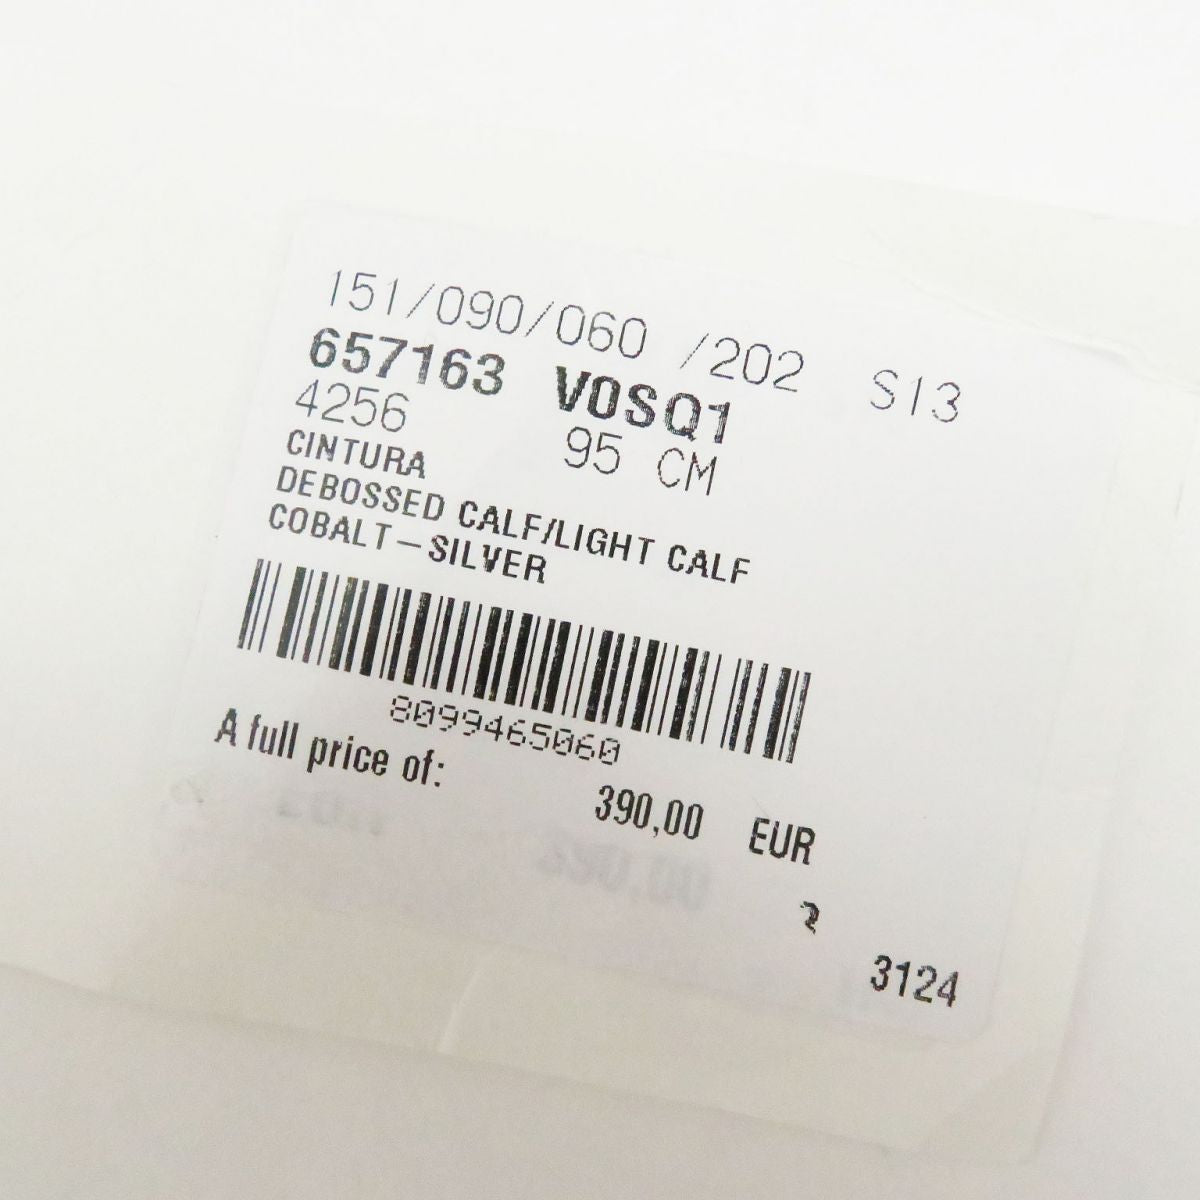 151/090/060 /202 S13
657163 V0SQ1
4256 95 CM
CINTURA
DEBOSSED CALF/LIGHT CALF
COBALT-SILVER
8099465060
A full price of:
390,00 EUR
2
3124